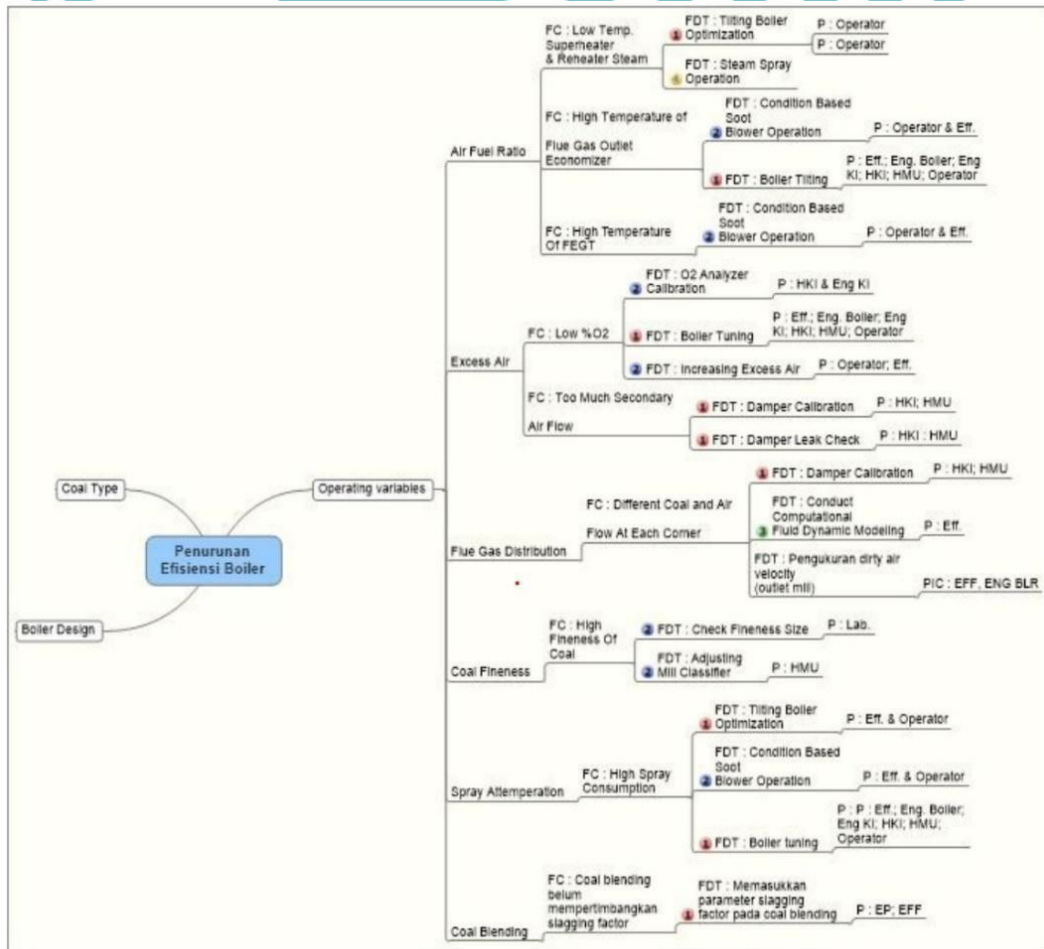 FDT : Tilting Boiler
Optimization
P : Operator
P : Operator
FC : Low Temp.
Superheater
& Reheater Steam
FDT : Steam Spray
Operation
FC : High Temperature of
Flue Gas Outlet
Economizer
FDT : Condition Based
Soot
Blower Operation
P : Operator & Eff.
FDT : Boiler Tilting
P : Eff.; Eng. Boiler; Eng
KI; HKI; HMU; Operator
Air Fuel Ratio
FC : High Temperature
Of FEGT
FDT : Condition Based
Soot
Blower Operation
P : Operator & Eff.
FDT : O2 Analyzer
Calibration
P : HKI & Eng KI
FC : Low %O2
FDT : Boiler Tuning
P : Eff.; Eng. Boiler; Eng
KI; HKI; HMU; Operator
FDT : Increasing Excess Air
P : Operator; Eff.
Excess Air
FC : Too Much Secondary
Air Flow
FDT : Damper Calibration
P : HKI; HMU
FDT : Damper Leak Check
P : HKI : HMU
Coal Type
Operating variables
Penurunan
Efisiensi Boiler
Boiler Design
FC : Different Coal and Air
Flow At Each Corner
FDT : Damper Calibration
P : HKI; HMU
FDT : Conduct
Computational
Fluid Dynamic Modeling
P : Eff.
Flue Gas Distribution
FDT : Pengukuran dirty air
velocity
(outlet mill)
PIC : EFF, ENG BLR
FC : High
Fineness Of
Coal
FDT : Check Fineness Size
P : Lab.
Coal Fineness
FDT : Adjusting
Mill Classifier
P : HMU
FDT : Tilting Boiler
Optimization
P : Eff. & Operator
Spray Attemperation
FC : High Spray
Consumption
FDT : Condition Based
Soot
Blower Operation
P : Eff. & Operator
FDT : Boiler tuning
P : P : Eff.; Eng. Boiler;
Eng KI; HKI; HMU;
Operator
FC : Coal blending
belum
mempertimbangkan
slagging factor
Coal Blending
FDT : Memasukkan
parameter slagging
factor pada coal blending
P : EP; EFF